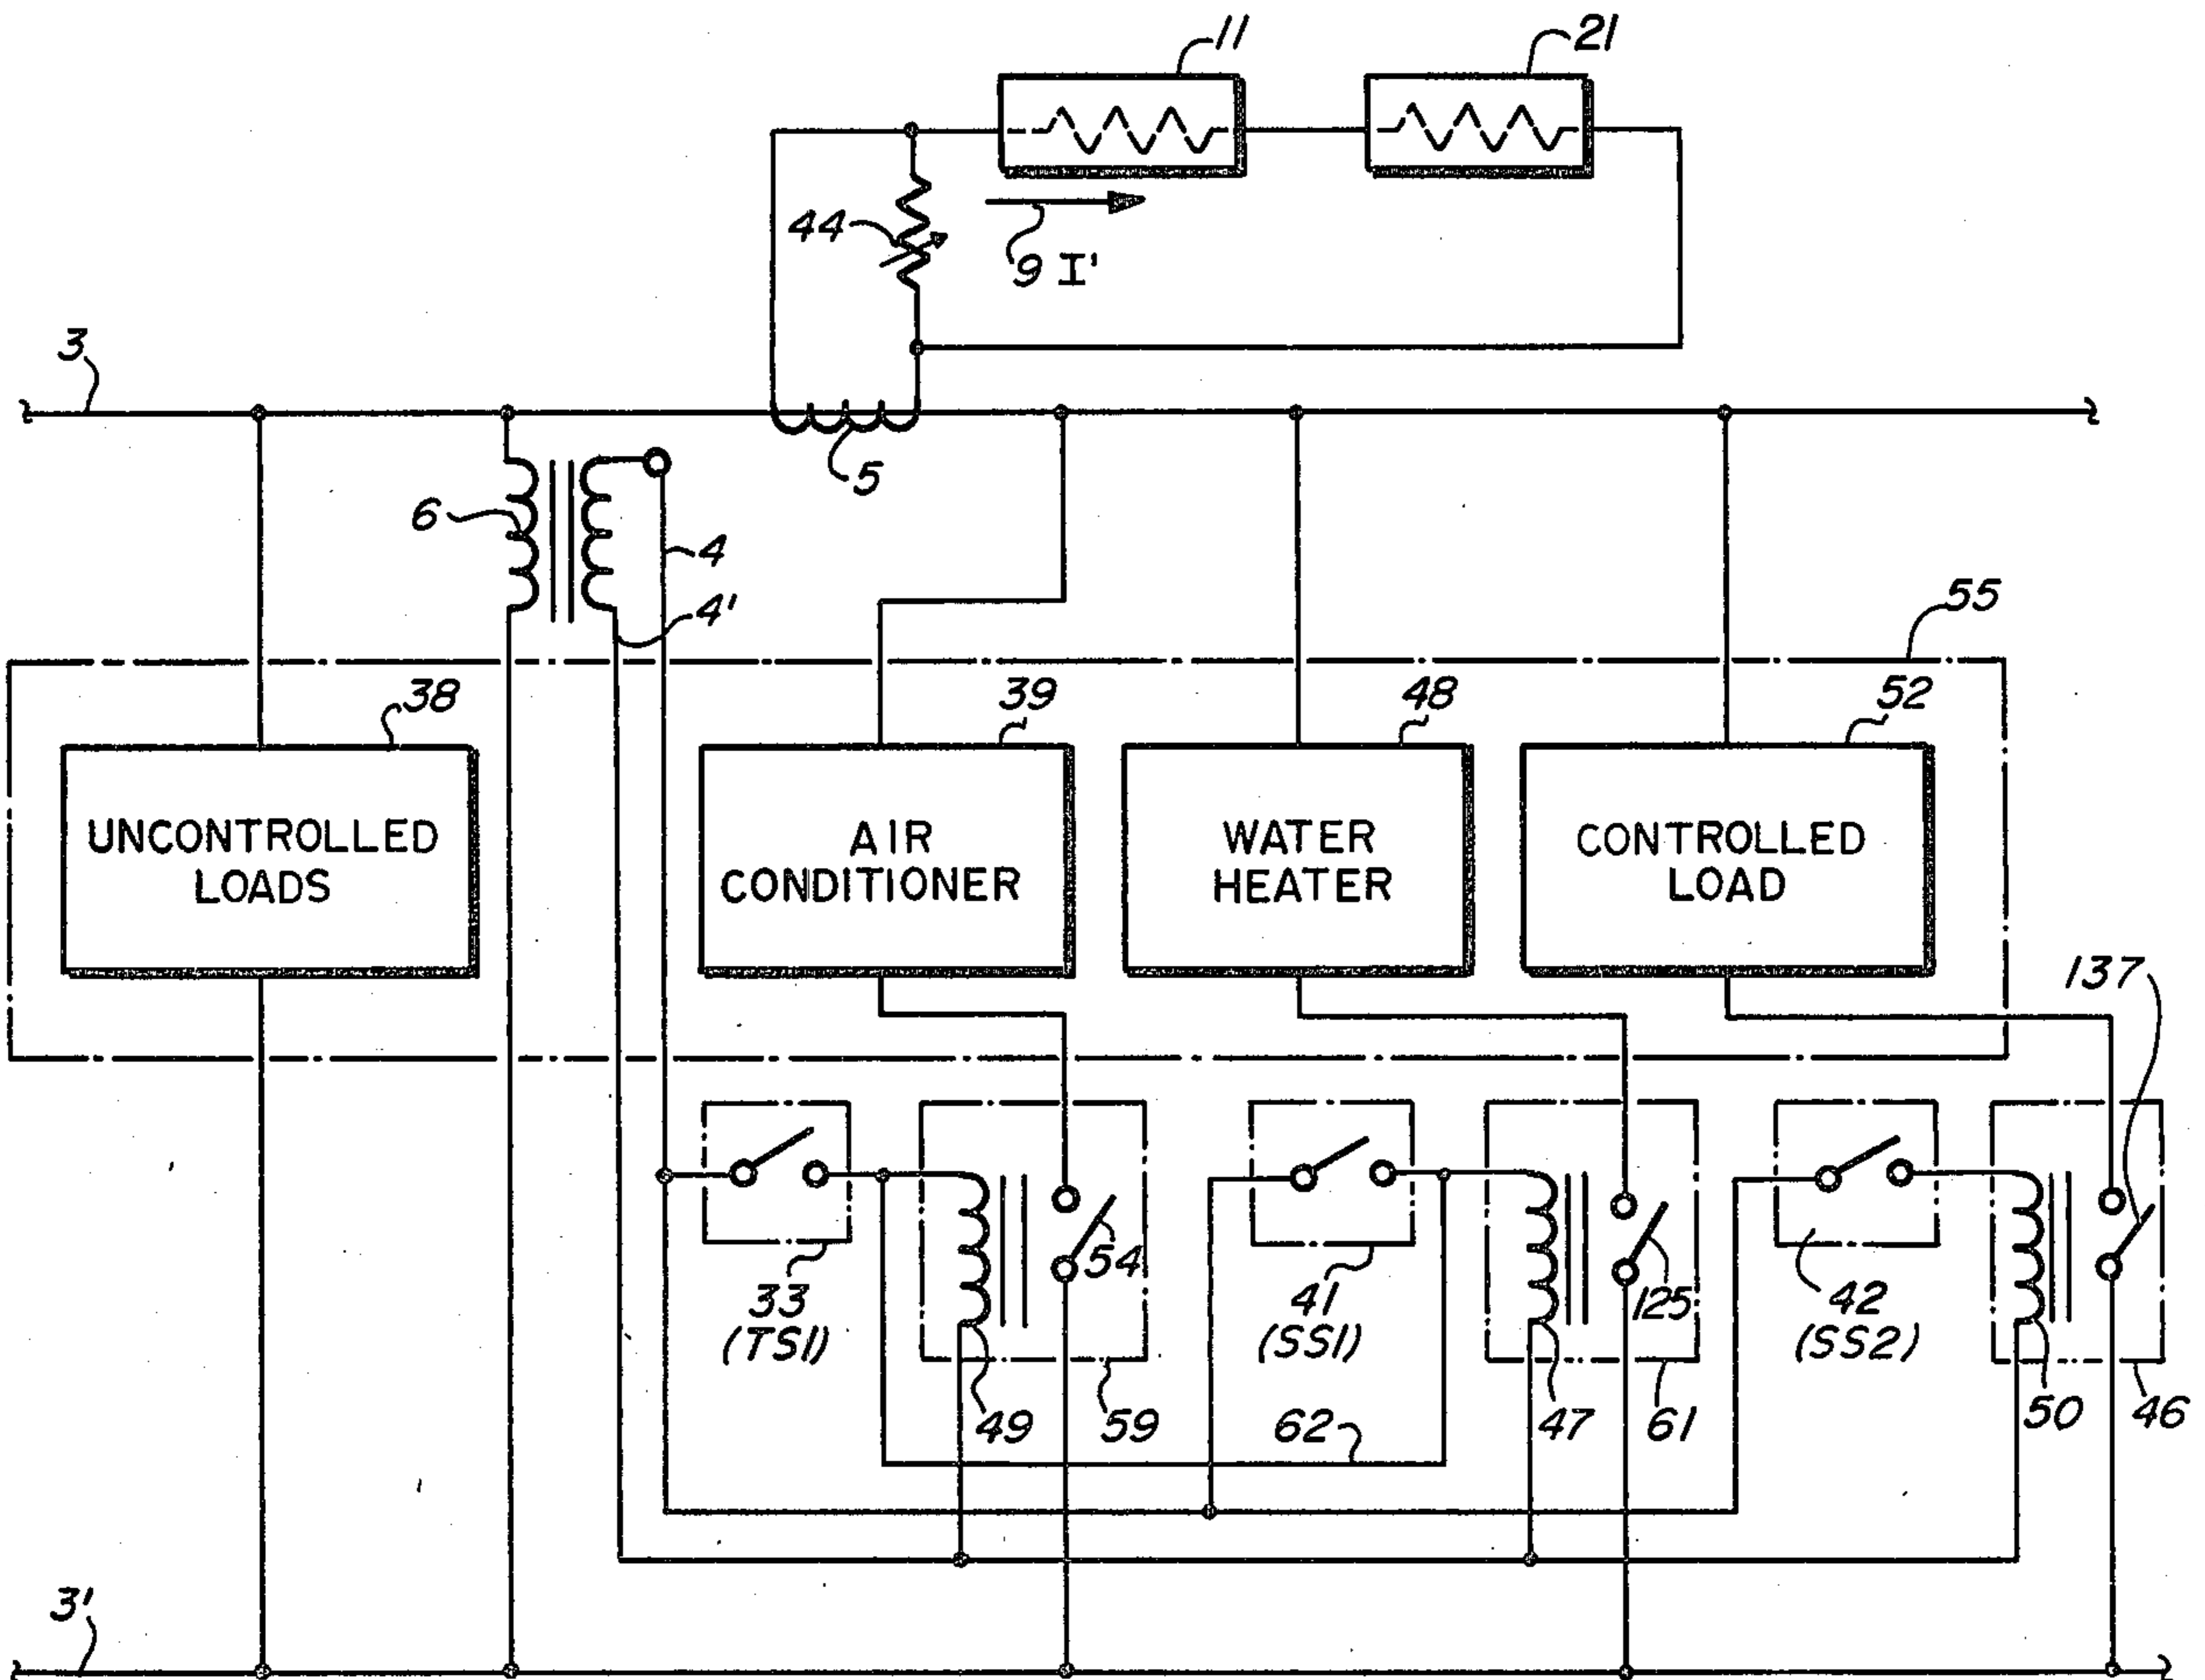 11
21
44
9 I'
3
5
6
4
4'
55
38
39
48
52
UNCONTROLLED
LOADS
AIR
CONDITIONER
WATER
HEATER
CONTROLLED
LOAD
137
54
125
33
(TS1)
41
(SS1)
42
(SS2)
49
59
62
47
61
50
46
3'